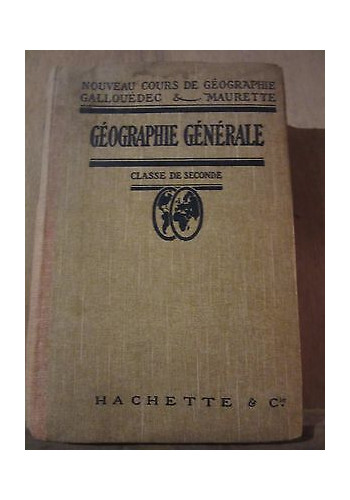 NOUVEAU COURS DE GÉOGRAPHIE
GALLOUÉDEC & MAURETTE
GÉOGRAPHIE GÉNÉRALE
CLASSE DE SECONDE
HACHETTE & Cie